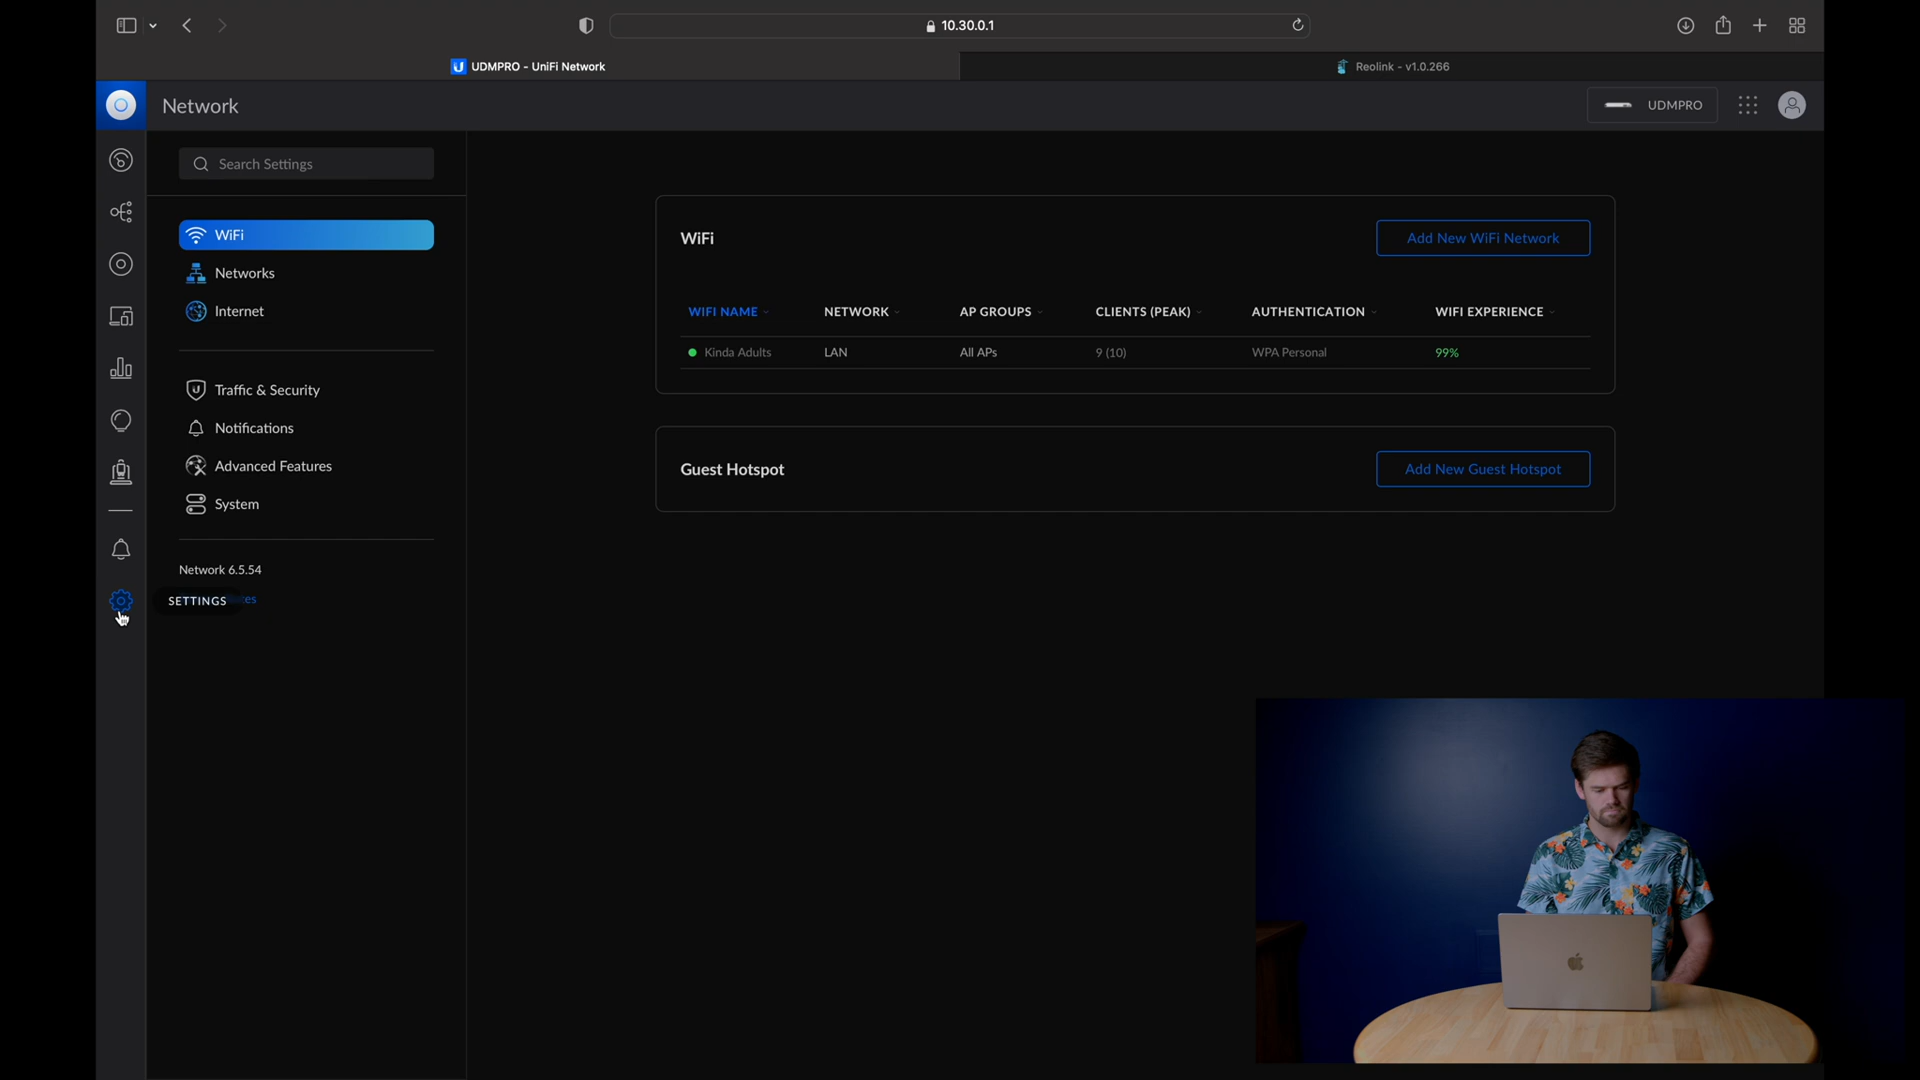 10.30.0.1
UDMPRO - UniFi Network
Reolink - v1.0.266
Network
UDMPRO
Search Settings
WiFi
Networks
Internet
Traffic & Security
Notifications
Advanced Features
System
Network 6.5.54
SETTINGS
WiFi
Add New WiFi Network
WIFI NAME NETWORK AP GROUPS CLIENTS (PEAK) AUTHENTICATION WIFI EXPERIENCE
Kinda Adults LAN All APs 9 (10) WPA Personal 99%
Guest Hotspot
Add New Guest Hotspot